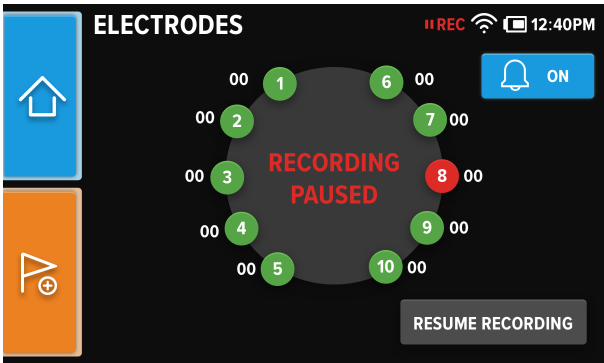 ELECTRODES
REC 12:40PM
ON
00 1 6 00
00 2 7 00
RECORDING
00 3 8 00
PAUSED
00 4 9 00
00 5 10 00
RESUME RECORDING